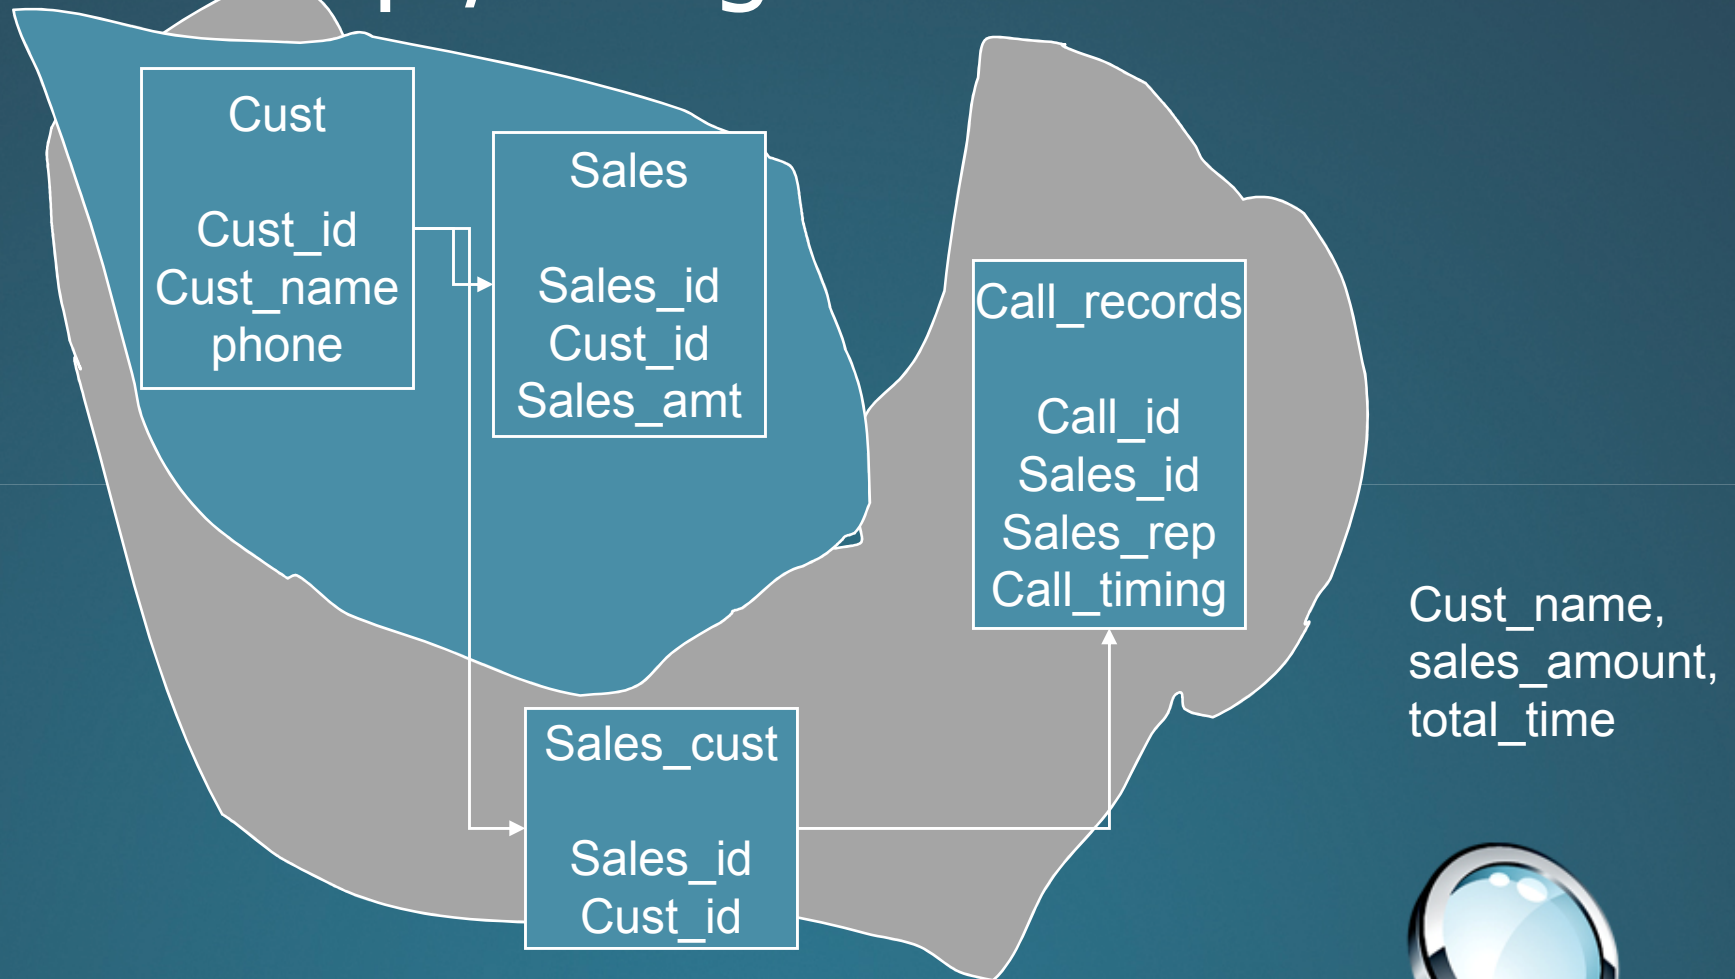 Cust
Cust_id
Cust_name
phone
Sales
Sales_id
Cust_id
Sales_amt
Call_records
Call_id
Sales_id
Sales_rep
Call_timing
Sales_cust
Sales_id
Cust_id
Cust_name,
sales_amount,
total_time